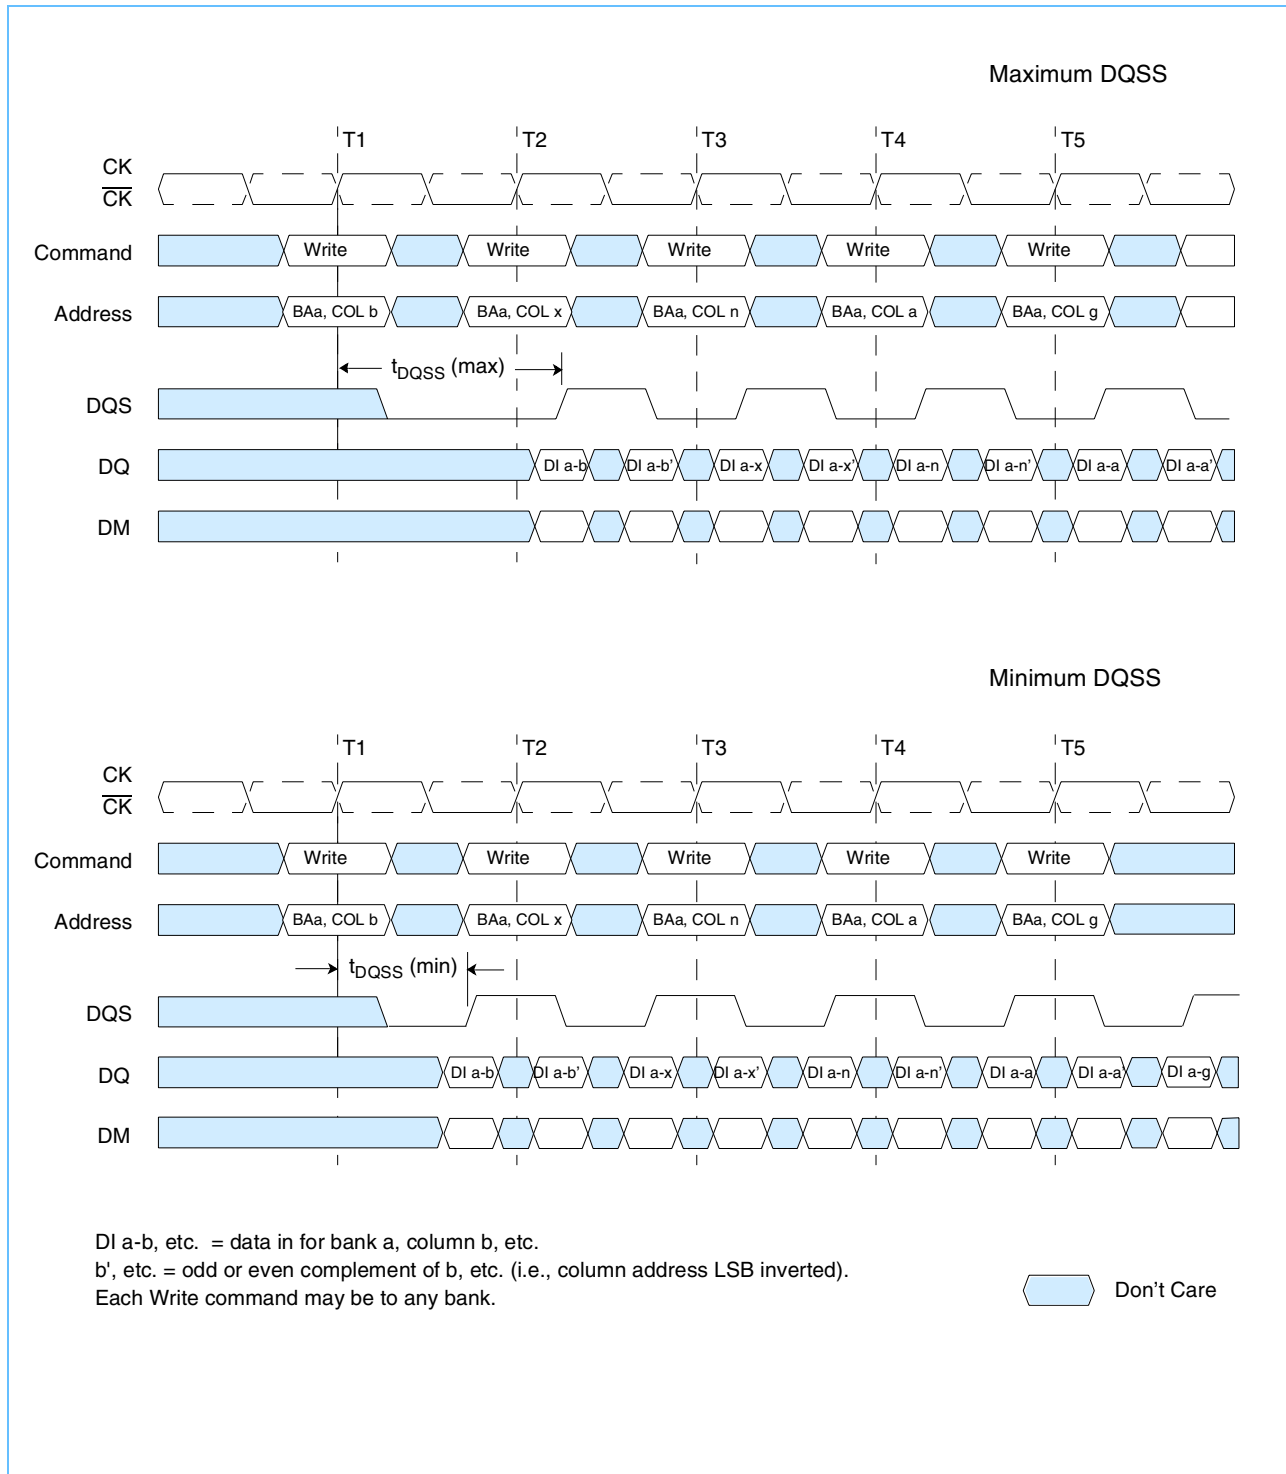 Maximum DQSS
T1 T2 T3 T4 T5
CK
CK
Command Write Write Write Write Write
Address BAa, COL b BAa, COL x BAa, COL n BAa, COL a BAa, COL g
tDQSS (max)
DQS
DQ DI a-b DI a-b’ DI a-x DI a-x’ DI a-n DI a-n’ DI a-a DI a-a’
DM
Minimum DQSS
T1 T2 T3 T4 T5
CK
CK
Command Write Write Write Write Write
Address BAa, COL b BAa, COL x BAa, COL n BAa, COL a BAa, COL g
tDQSS (min)
DQS
DQ DI a-b DI a-b’ DI a-x DI a-x’ DI a-n DI a-n’ DI a-a DI a-a’ DI a-g
DM
DI a-b, etc. = data in for bank a, column b, etc.
b', etc. = odd or even complement of b, etc. (i.e., column address LSB inverted).
Each Write command may be to any bank.
Don't Care